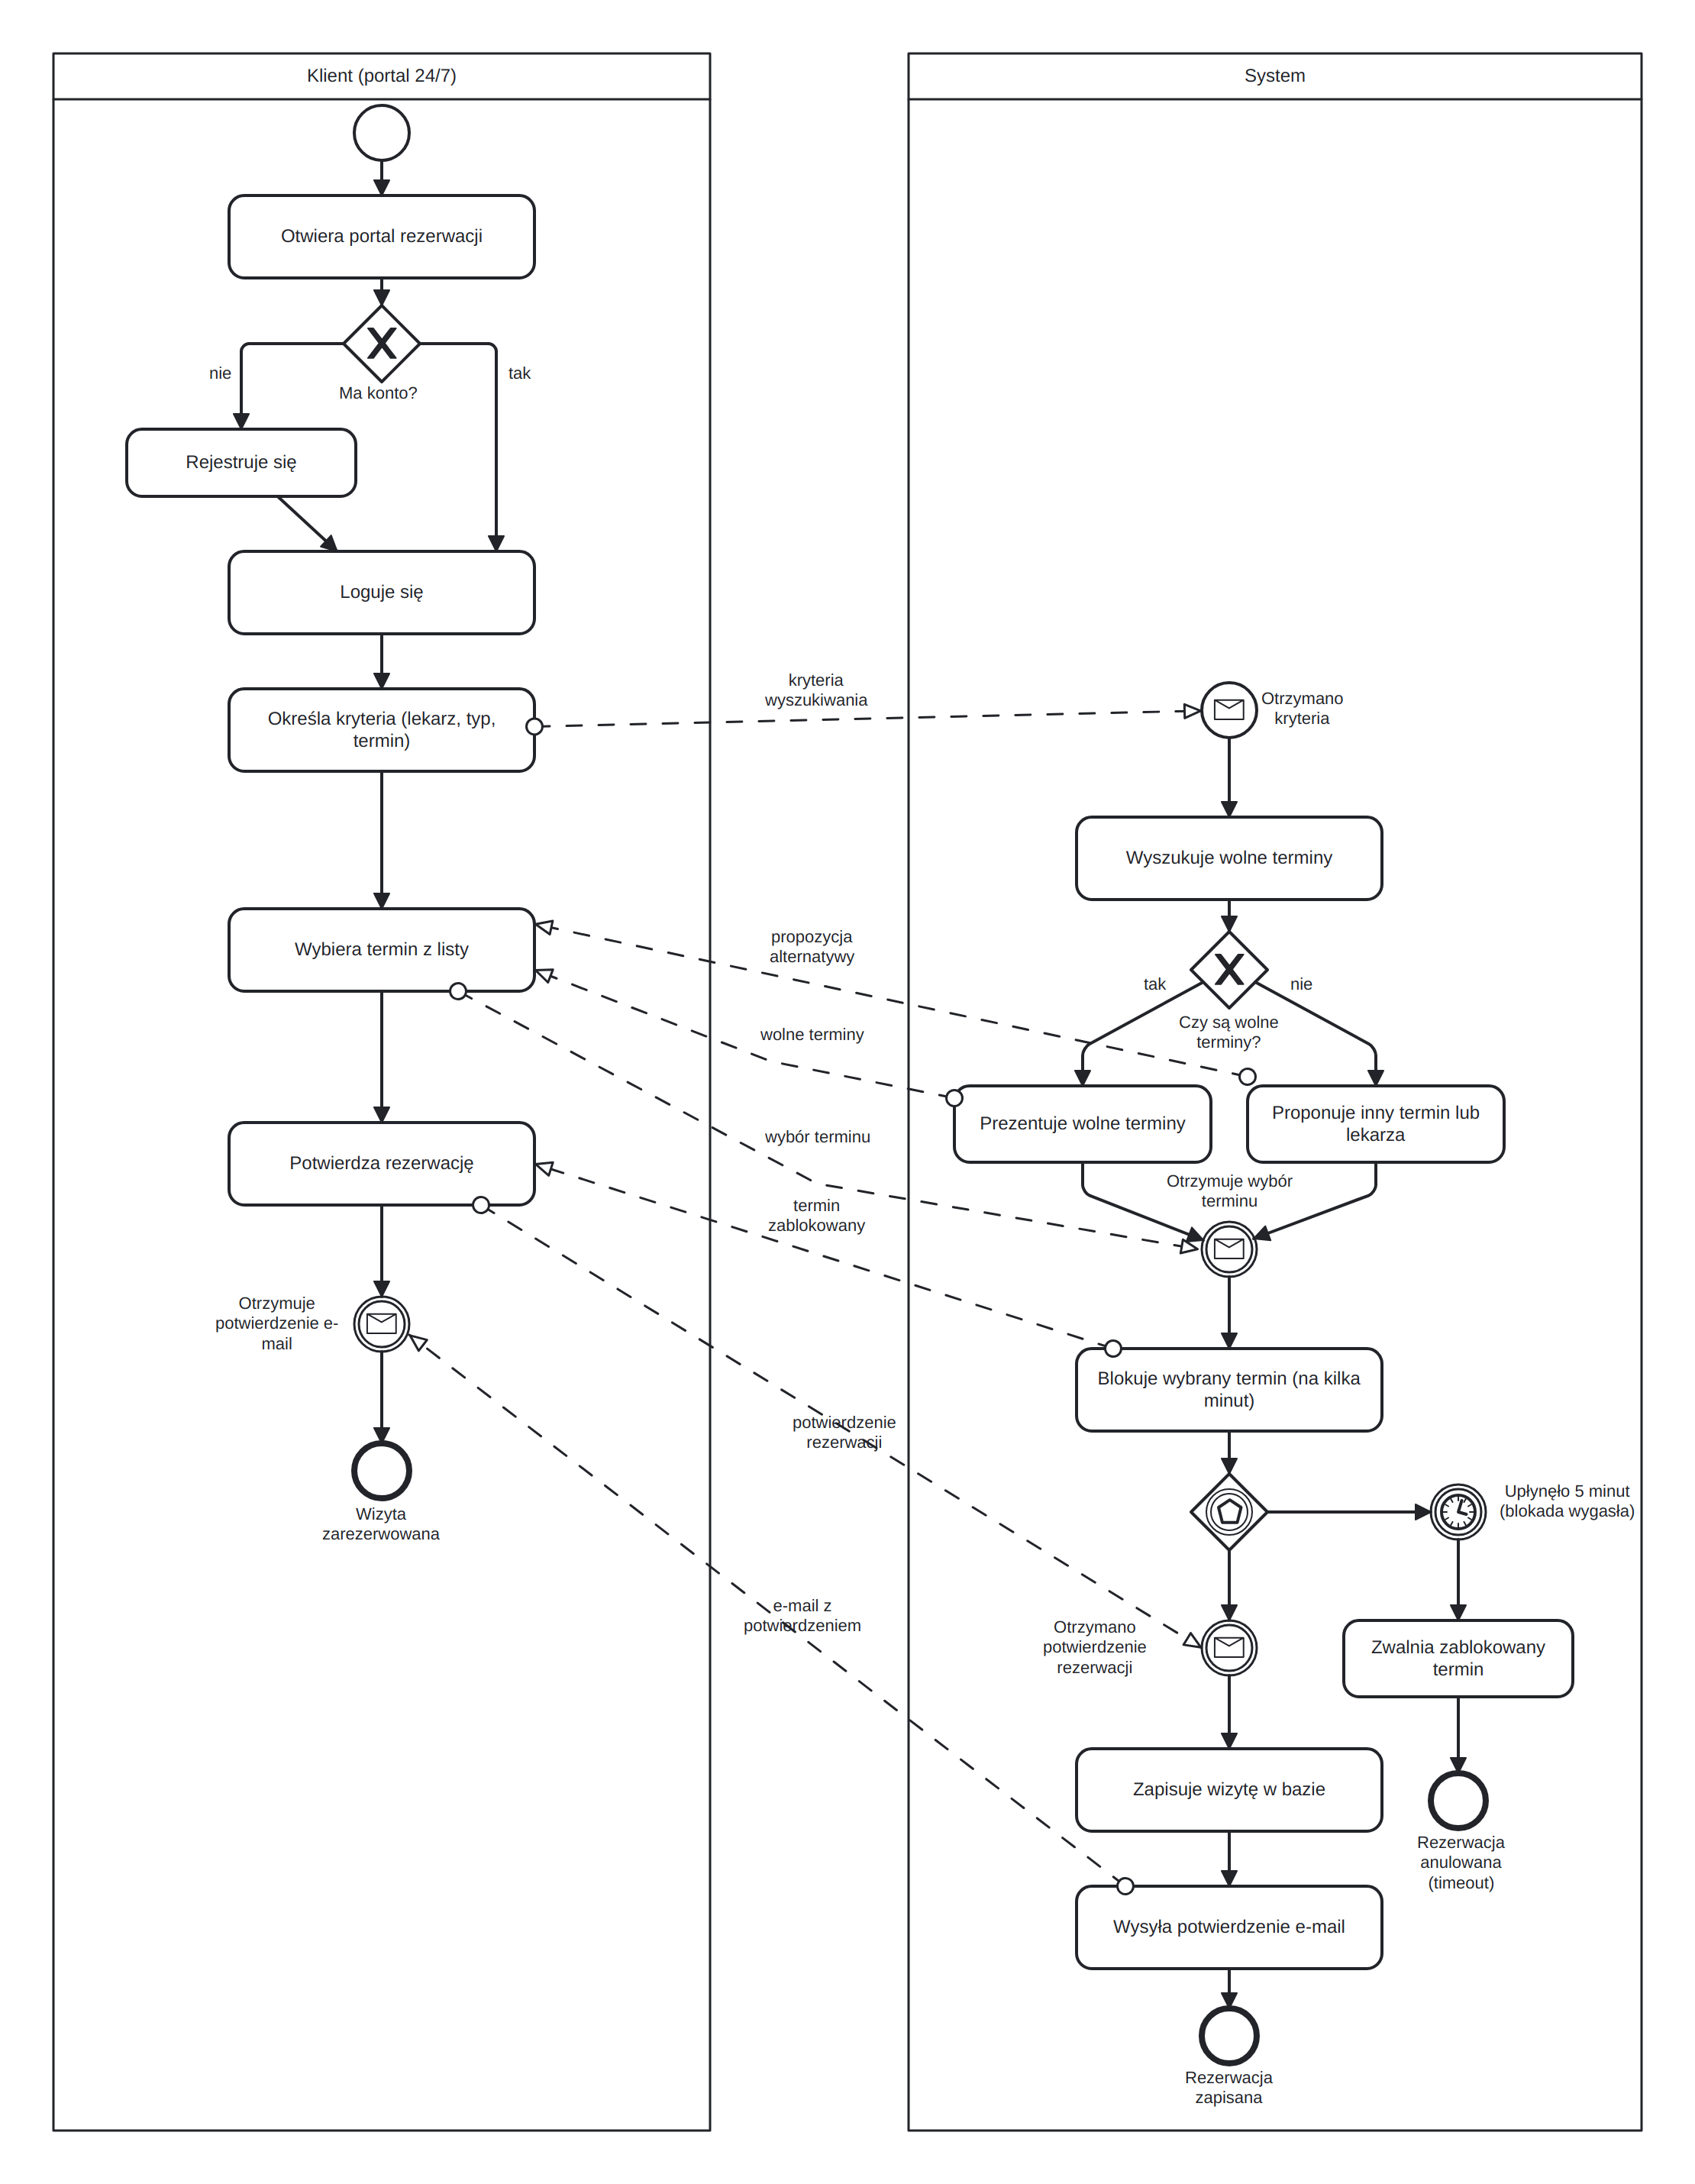 Klient (portal 24/7)
System
Otwiera portal rezerwacji
nie
tak
Ma konto?
Rejestruje się
Loguje się
kryteria
wyszukiwania
Otrzymano
kryteria
Określa kryteria (lekarz, typ,
termin)
Wyszukuje wolne terminy
Wybiera termin z listy
propozycja
alternatywy
tak
nie
Czy są wolne
terminy?
wolne terminy
Prezentuje wolne terminy
Proponuje inny termin lub
lekarza
wybór terminu
Potwierdza rezerwację
Otrzymuje wybór
terminu
termin
zablokowany
Otrzymuje
potwierdzenie e-
mail
Blokuje wybrany termin (na kilka
minut)
potwierdzenie
rezerwacji
Wizyta
zarezerwowana
Upłynęło 5 minut
(blokada wygasła)
e-mail z
potwierdzeniem
Otrzymano
potwierdzenie
rezerwacji
Zwalnia zablokowany
termin
Zapisuje wizytę w bazie
Rezerwacja
anulowana
(timeout)
Wysyła potwierdzenie e-mail
Rezerwacja
zapisana